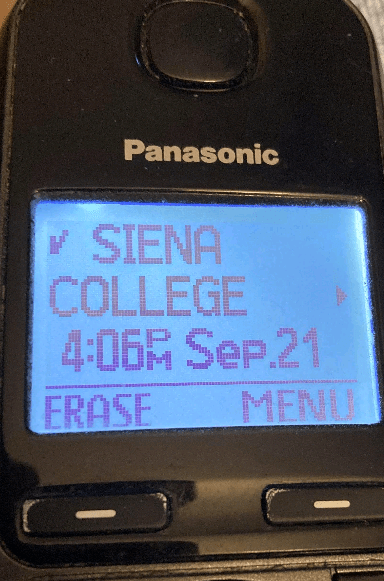 Panasonic
✓ SIENA
COLLEGE
4:06PM Sep.21
ERASE MENU